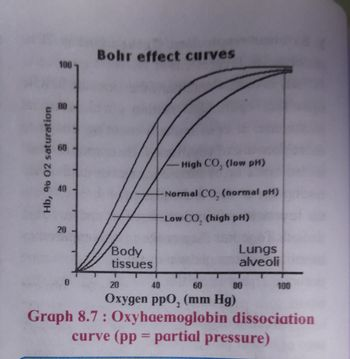 Bohr effect curves
Hb, % O2 saturation
100
80
60
40
20
0
High CO₂ (low pH)
Normal CO₂ (normal pH)
Low CO₂ (high pH)
Body
tissues
Lungs
alveoli
20 40 60 80 100
Oxygen ppO₂ (mm Hg)
Graph 8.7 : Oxyhaemoglobin dissociation
curve (pp = partial pressure)